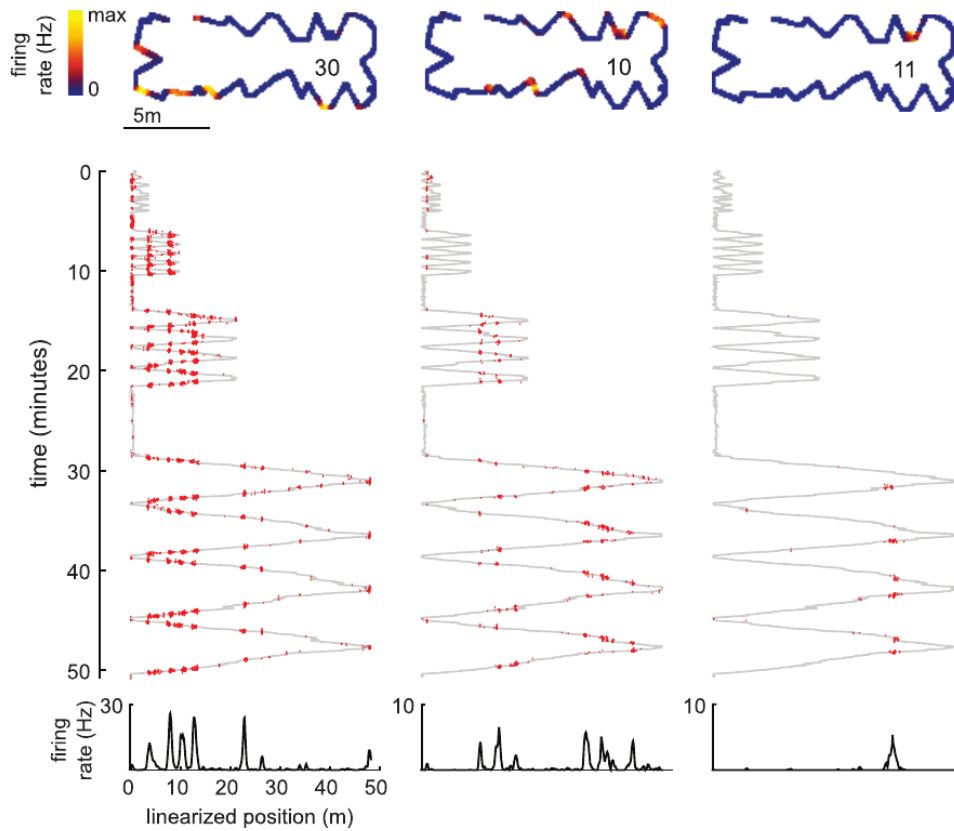 firing
rate (Hz)
max
0
30
10
11
5m
time (minutes)
0
10
20
30
40
50
firing
rate (Hz)
30
10
10
0 10 20 30 40 50
linearized position (m)